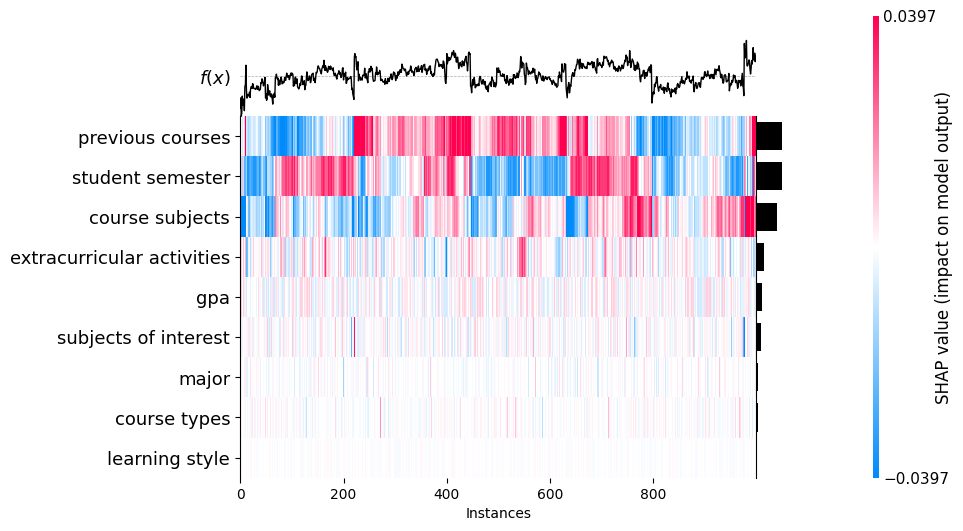 0.0397
f(x)
previous courses
student semester
course subjects
extracurricular activities
gpa
subjects of interest
major
course types
learning style
0 200 400 600 800
Instances
−0.0397
SHAP value (impact on model output)